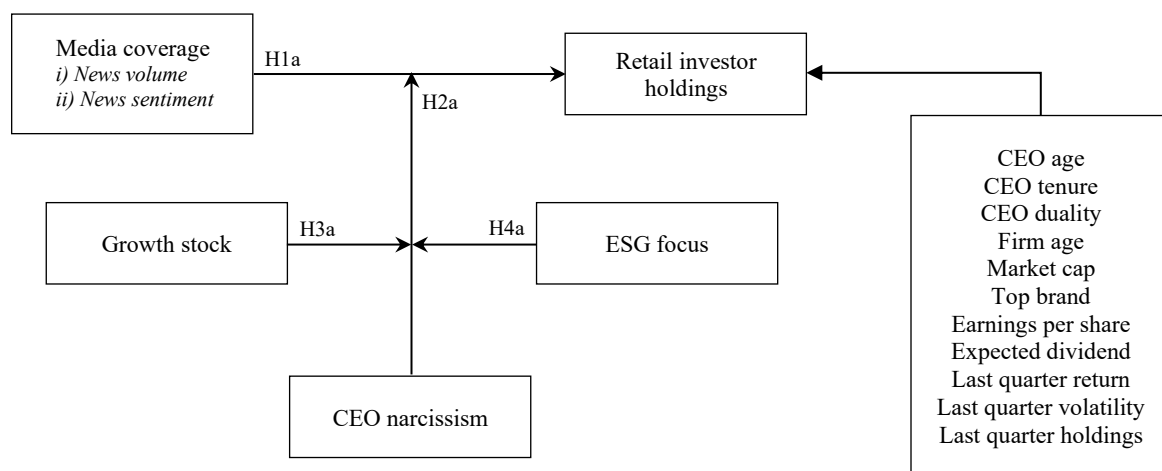 Media coverage
i) News volume
ii) News sentiment
H1a
Retail investor
holdings
H2a
Growth stock
H3a
H4a
ESG focus
CEO narcissism
CEO age
CEO tenure
CEO duality
Firm age
Market cap
Top brand
Earnings per share
Expected dividend
Last quarter return
Last quarter volatility
Last quarter holdings